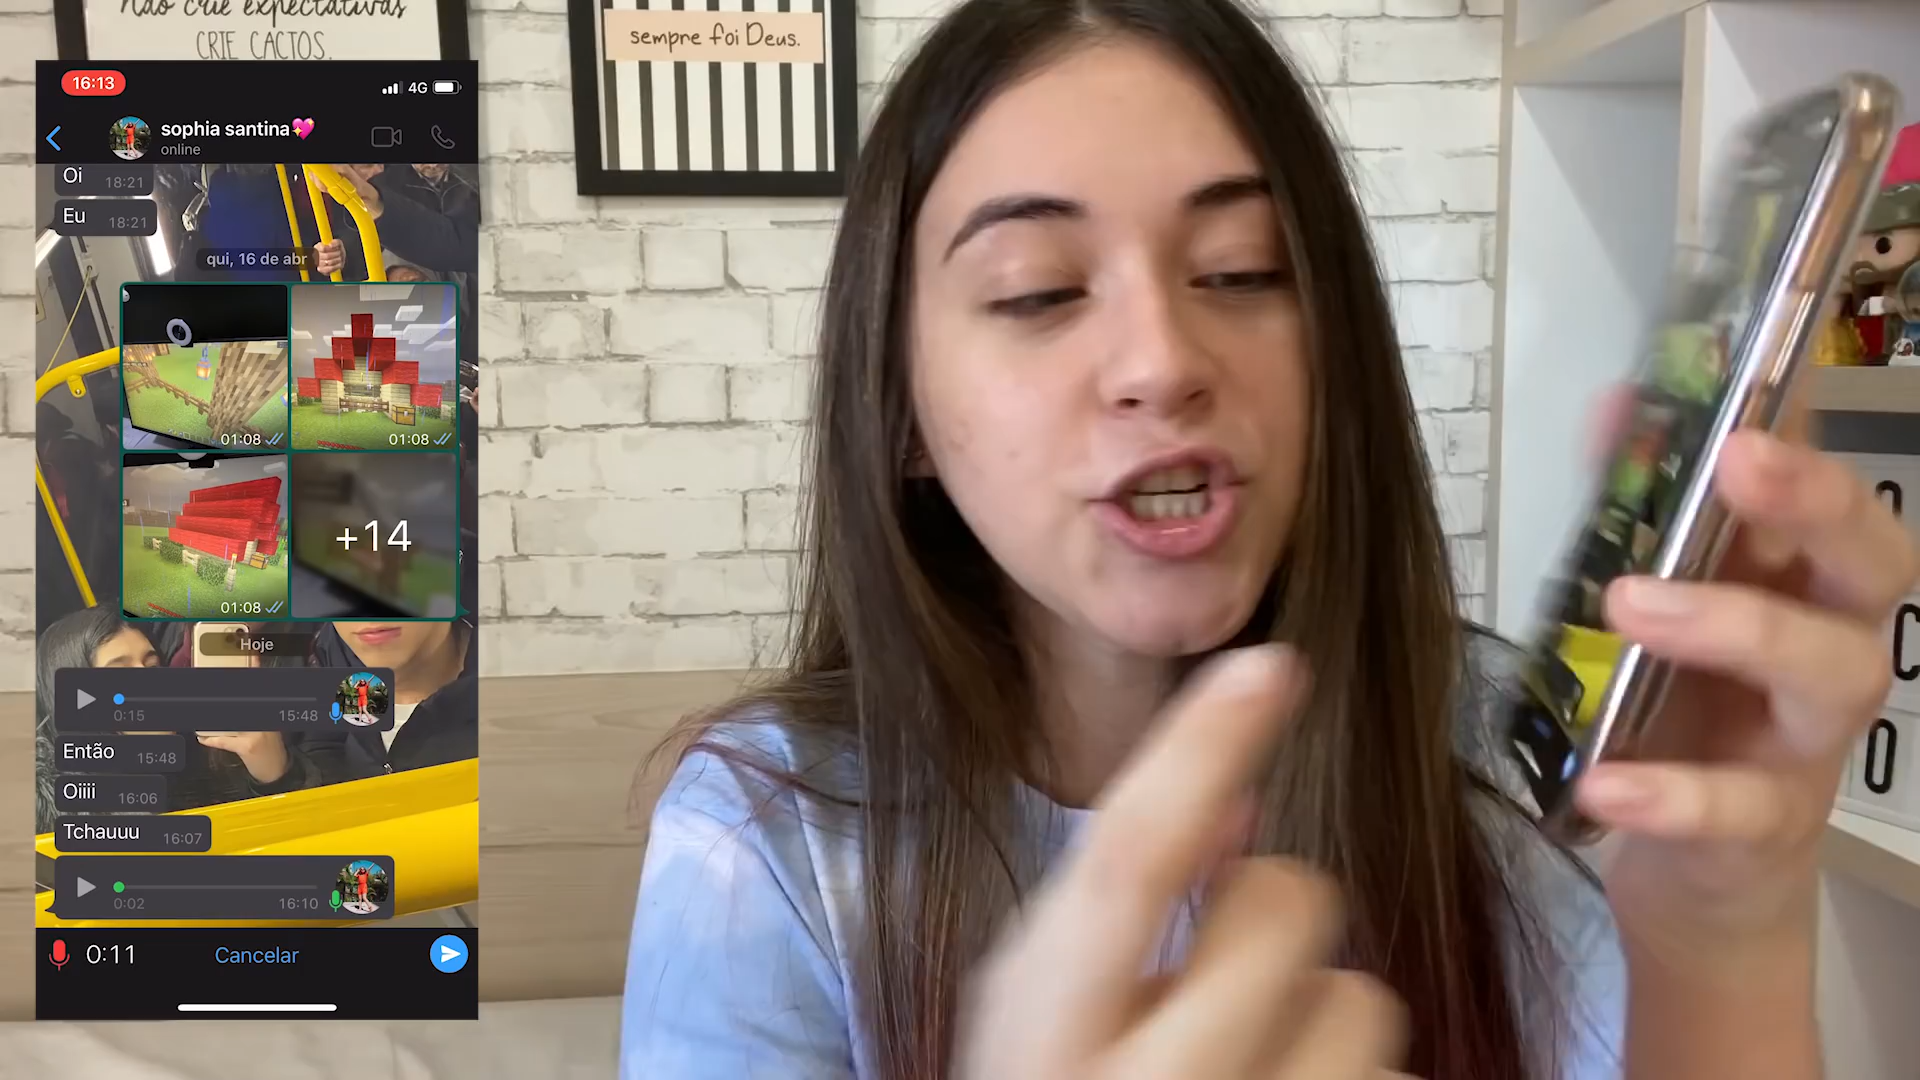 Não crie expectativas
CRIE CACTOS.
sempre foi Deus.
16:13
4G
sophia santina
online
Oi 18:21
Eu 18:21
qui, 16 de abr
01:08
01:08
01:08
+14
Hoje
0:15 15:48
Então 15:48
Oiiii 16:06
Tchauuu 16:07
0:02 16:10
0:11 Cancelar
C
O